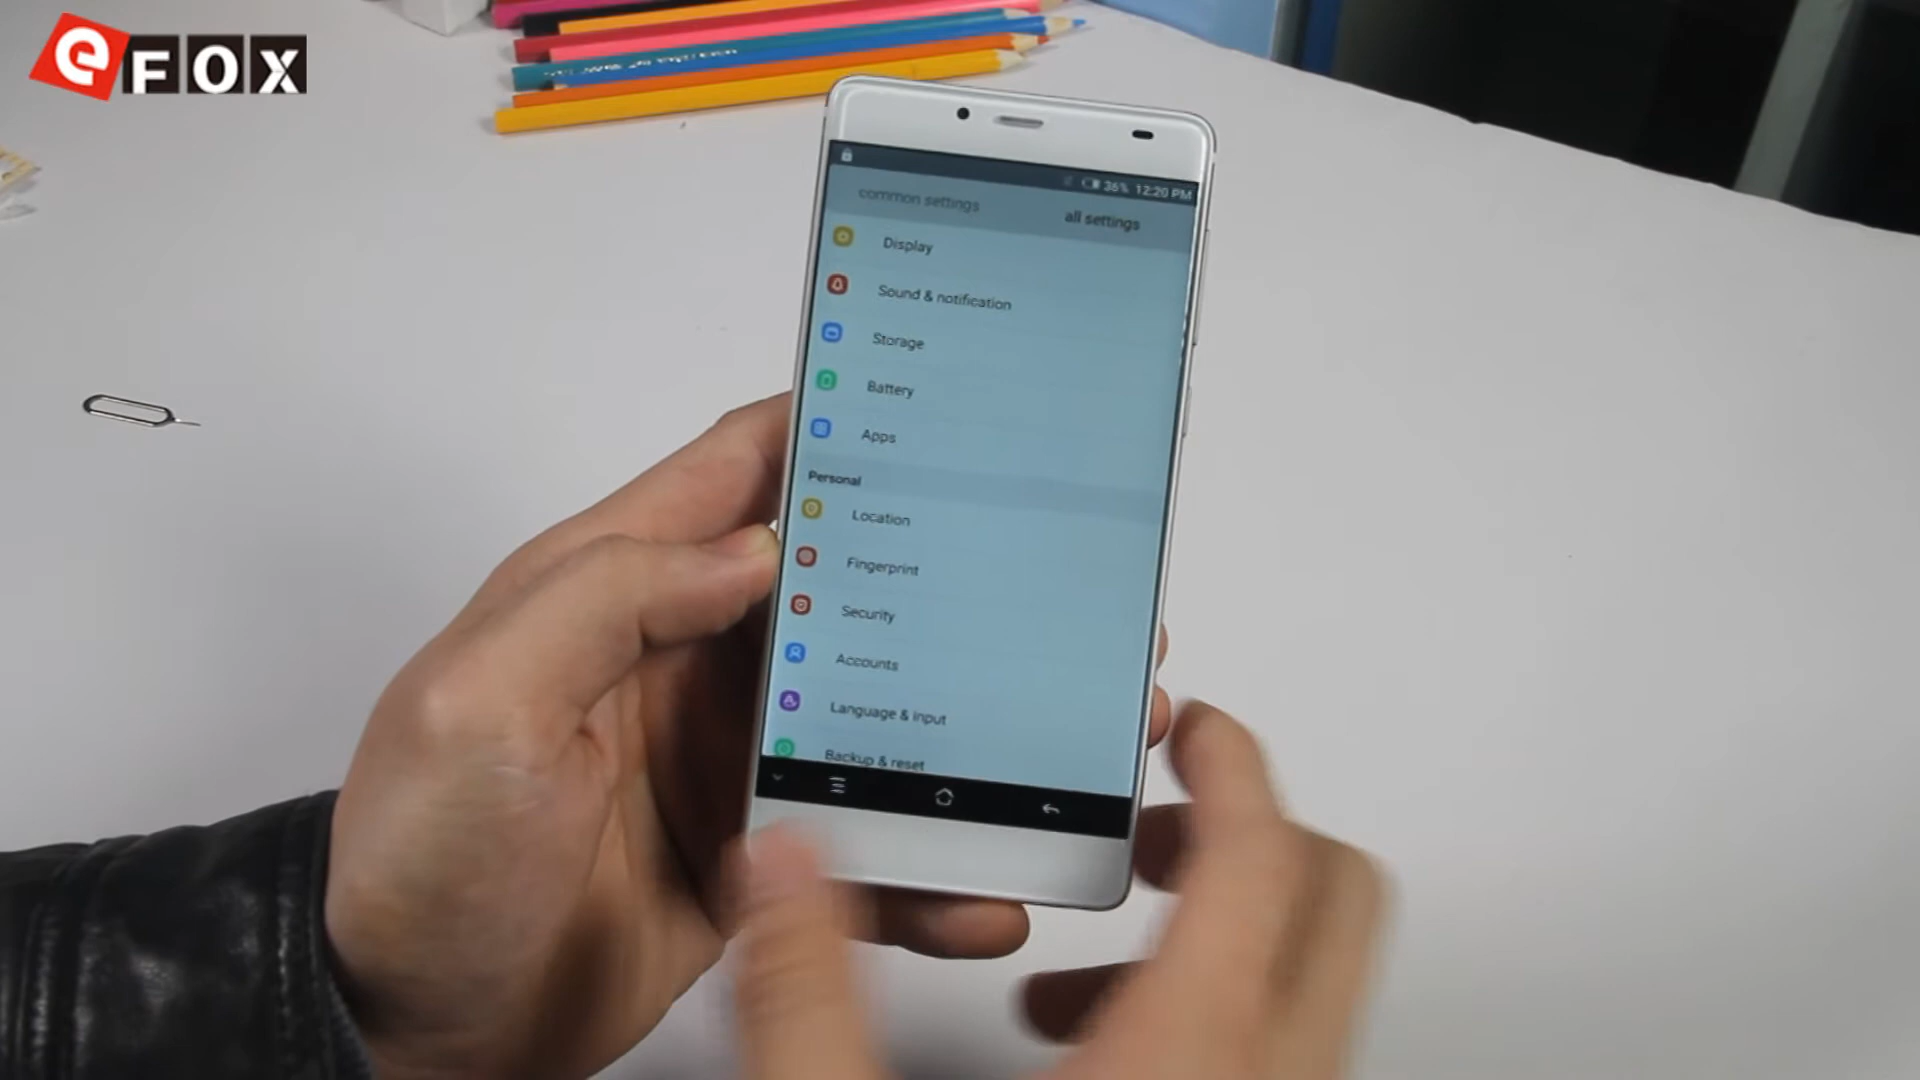 eFOX
36% 12:20 PM
common settings all settings
Display
Sound & notification
Storage
Battery
Apps
Personal
Location
Fingerprint
Security
Accounts
Language & input
Backup & reset